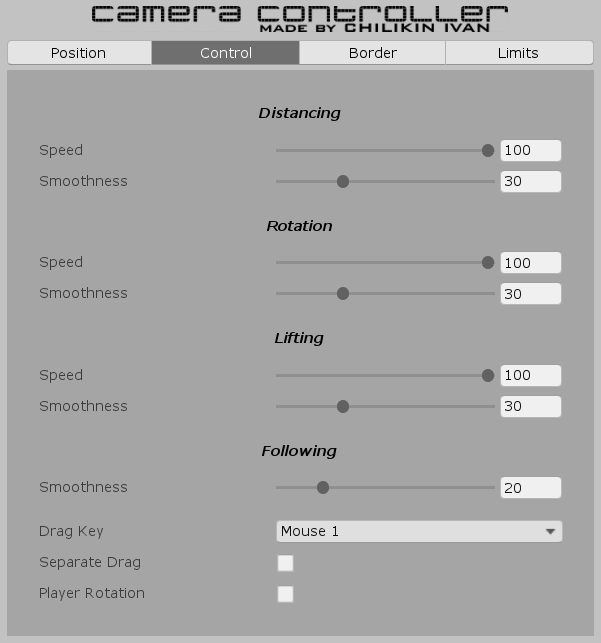 camera controller
MADE BY CHILIKIN IVAN
Position Control Border Limits
Distancing
Speed 100
Smoothness 30
Rotation
Speed 100
Smoothness 30
Lifting
Speed 100
Smoothness 30
Following
Smoothness 20
Drag Key Mouse 1
Separate Drag
Player Rotation